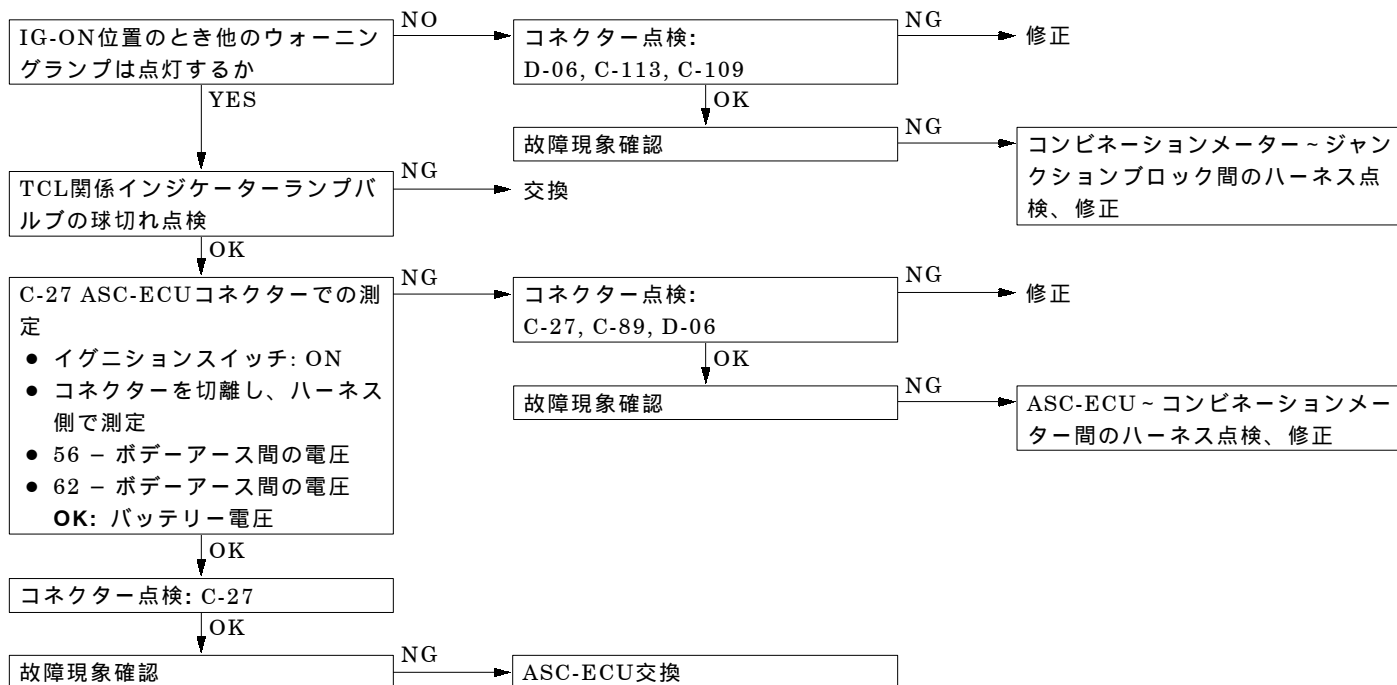 IG-ON位置のとき他のウォーニン
グランプは点灯するか
NO
コネクター点検:
D-06, C-113, C-109
NG
修正
YES
OK
故障現象確認
NG
コンビネーションメーター ~ ジャン
クションブロック間のハーネス点
検、修正
TCL関係インジケーターランプバ
ルブの球切れ点検
NG
交換
OK
C-27 ASC-ECUコネクターでの測
定
● イグニションスイッチ: ON
● コネクターを切離し、ハーネス
側で測定
● 56 – ボデーアース間の電圧
● 62 – ボデーアース間の電圧
OK: バッテリー電圧
NG
コネクター点検:
C-27, C-89, D-06
NG
修正
OK
故障現象確認
NG
ASC-ECU ~ コンビネーションメー
ター間のハーネス点検、修正
OK
コネクター点検: C-27
OK
故障現象確認
NG
ASC-ECU交換